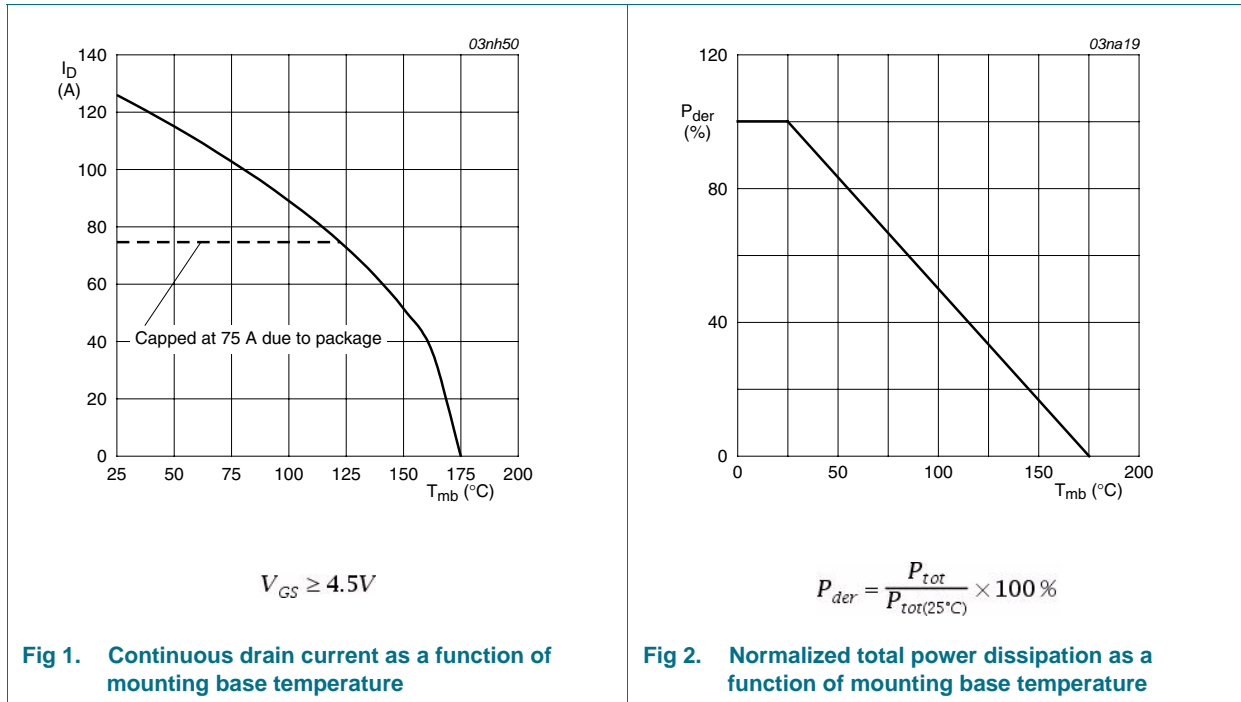 03nh50
140
I_D
(A)
120
100
80
60
Capped at 75 A due to package
40
20
0
25 50 75 100 125 150 175 200
T_mb (°C)
V_GS ≥ 4.5V
Fig 1. Continuous drain current as a function of
mounting base temperature
03na19
120
P_der
(%)
80
40
0
0 50 100 150 200
T_mb (°C)
P_der = P_tot / P_tot(25°C) × 100 %
Fig 2. Normalized total power dissipation as a
function of mounting base temperature